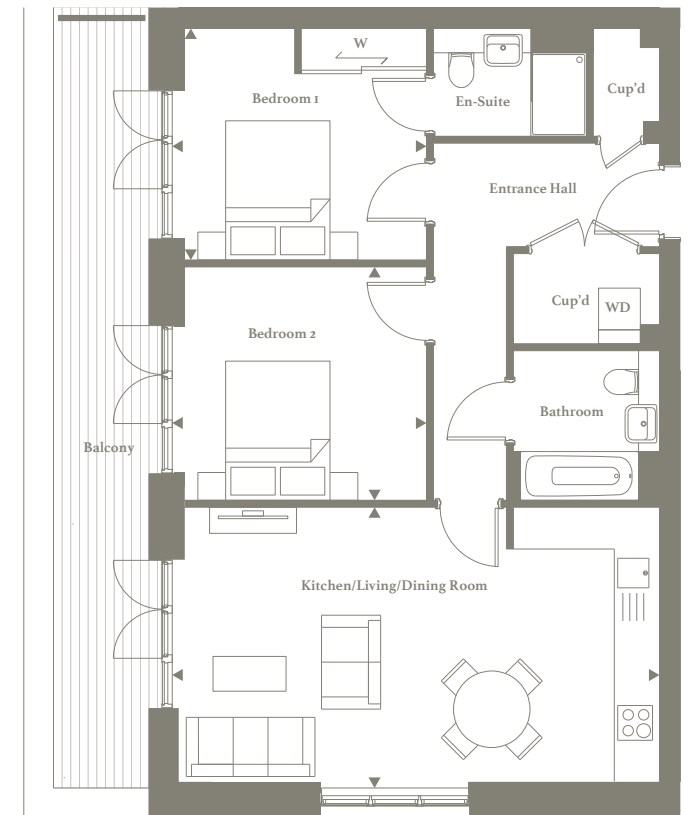 W
Bedroom 1
En-Suite
Cup'd
Entrance Hall
Cup'd
WD
Bedroom 2
Bathroom
Balcony
Kitchen/Living/Dining Room